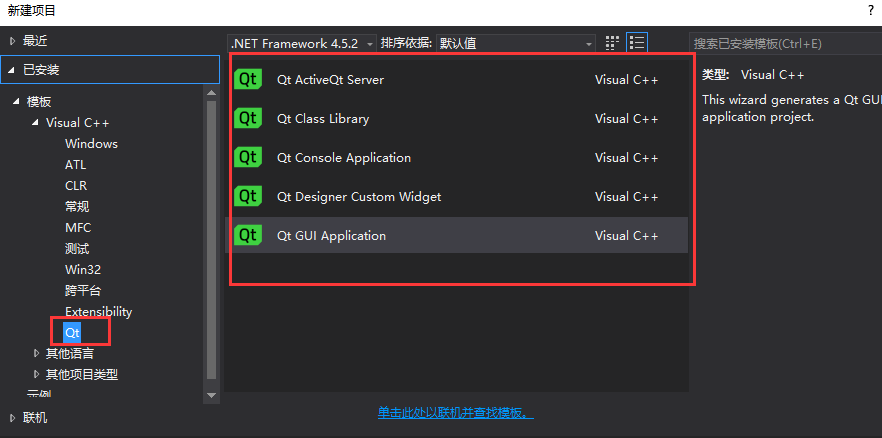 新建项目
?
最近
.NET Framework 4.5.2
排序依据:
默认值
搜索已安装模板(Ctrl+E)
已安装
模板
Visual C++
Windows
ATL
CLR
常规
MFC
测试
Win32
跨平台
Extensibility
Qt
其他语言
其他项目类型
示例
联机
Qt Qt ActiveQt Server Visual C++
Qt Qt Class Library Visual C++
Qt Qt Console Application Visual C++
Qt Qt Designer Custom Widget Visual C++
Qt Qt GUI Application Visual C++
单击此处以联机并查找模板。
类型: Visual C++
This wizard generates a Qt GUI
application project.